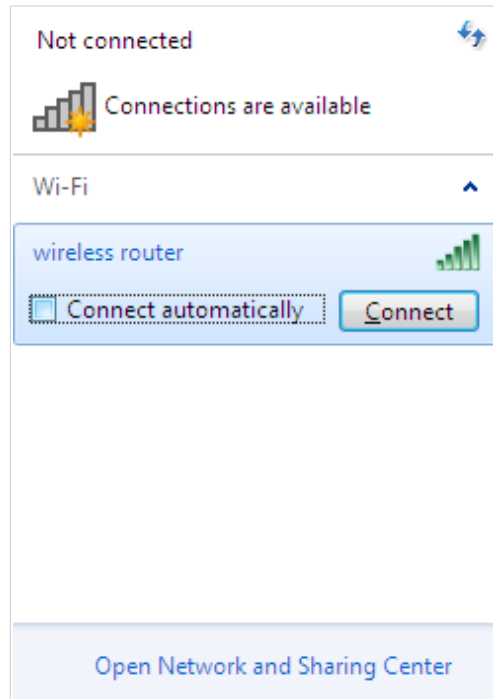 Not connected
Connections are available
Wi-Fi
wireless router
Connect automatically
Connect
Open Network and Sharing Center